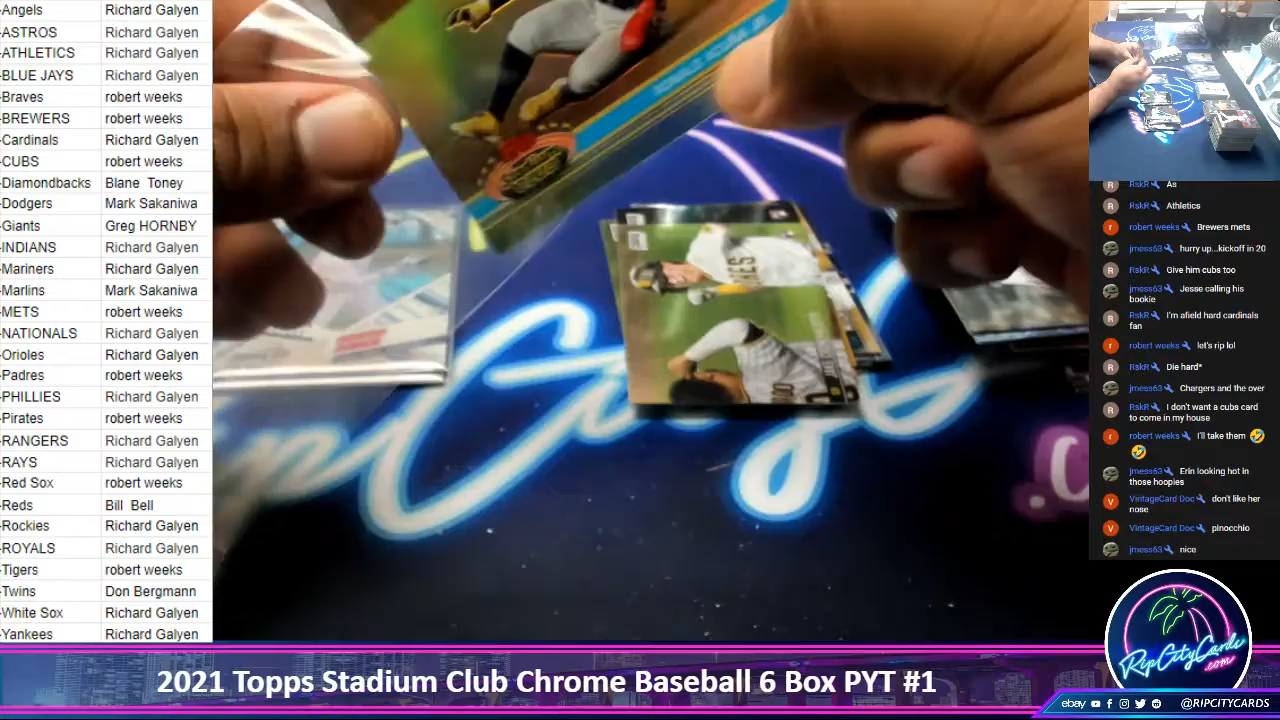 -Angels Richard Galyen
-ASTROS Richard Galyen
-ATHLETICS Richard Galyen
-BLUE JAYS Richard Galyen
-Braves robert weeks
-BREWERS robert weeks
-Cardinals Richard Galyen
-CUBS robert weeks
-Diamondbacks Blane Toney
-Dodgers Mark Sakaniwa
-Giants Greg HORNBY
-INDIANS Richard Galyen
-Mariners Richard Galyen
-Marlins Mark Sakaniwa
-METS robert weeks
-NATIONALS Richard Galyen
-Orioles Richard Galyen
-Padres robert weeks
-PHILLIES Richard Galyen
-Pirates robert weeks
-RANGERS Richard Galyen
-RAYS Richard Galyen
-Red Sox robert weeks
-Reds Bill Bell
-Rockies Richard Galyen
-ROYALS Richard Galyen
-Tigers robert weeks
-Twins Don Bergmann
-White Sox Richard Galyen
-Yankees Richard Galyen
R RskR As
R RskR Athletics
r robert weeks Brewers mets
jmess63 hurry up...kickoff in 20
R RskR Give him cubs too
jmess63 Jesse calling his
bookie
R RskR I'm afield hard cardinals
fan
r robert weeks let's rip lol
R RskR Die hard*
jmess63 Chargers and the over
R RskR I don't want a cubs card
to come in my house
r robert weeks I'll take them 🤣
🤣
jmess63 Erin looking hot in
those hoopies
V VintageCard Doc don't like her
nose
V VintageCard Doc pinocchio
jmess63 nice
RipCityCards
.com
2021 Topps Stadium Club Chrome Baseball 6 Box PYT #1
ebay @RIPCITYCARDS